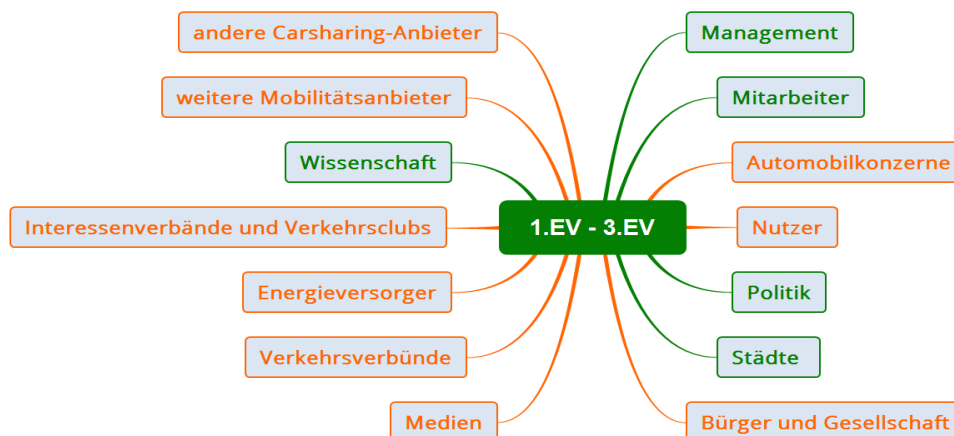 andere Carsharing-Anbieter
weitere Mobilitätsanbieter
Wissenschaft
Interessenverbände und Verkehrsclubs
Energieversorger
Verkehrsverbünde
Medien
1.EV - 3.EV
Management
Mitarbeiter
Automobilkonzerne
Nutzer
Politik
Städte
Bürger und Gesellschaft